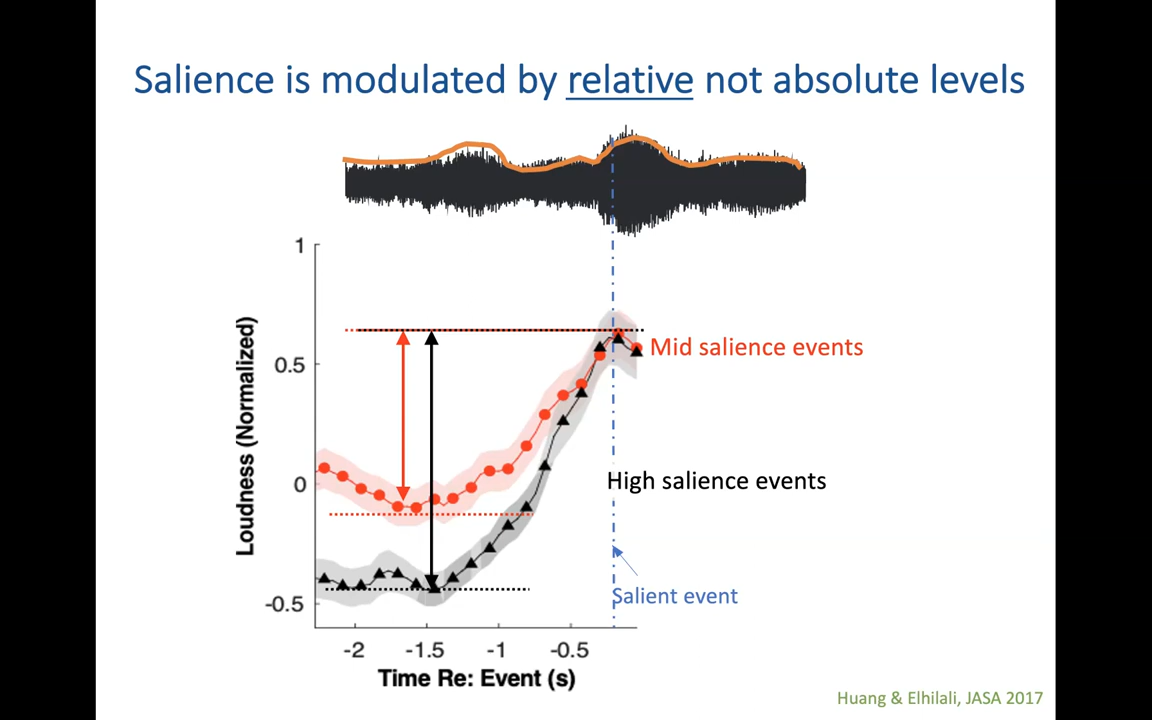 Salience is modulated by relative not absolute levels
1
0.5
0
-0.5
Loudness (Normalized)
Mid salience events
High salience events
Salient event
-2
-1.5
-1
-0.5
Time Re: Event (s)
Huang & Elhilali, JASA 2017